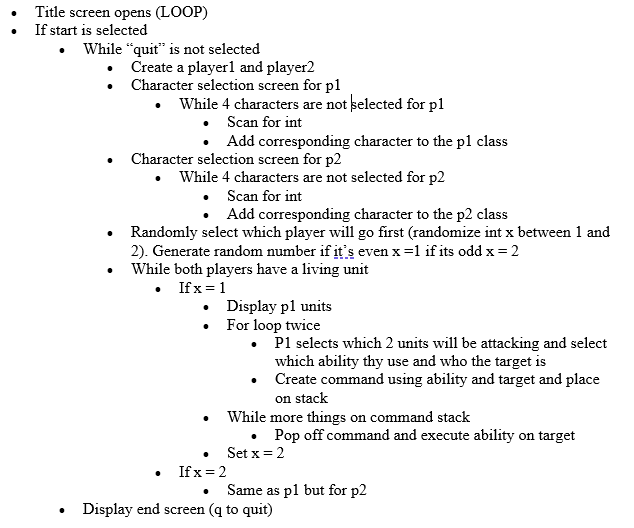 • Title screen opens (LOOP)
• If start is selected
• While “quit” is not selected
• Create a player1 and player2
• Character selection screen for p1
• While 4 characters are not selected for p1
• Scan for int
• Add corresponding character to the p1 class
• Character selection screen for p2
• While 4 characters are not selected for p2
• Scan for int
• Add corresponding character to the p2 class
• Randomly select which player will go first (randomize int x between 1 and
2). Generate random number if it’s even x =1 if its odd x = 2
• While both players have a living unit
• If x = 1
• Display p1 units
• For loop twice
• P1 selects which 2 units will be attacking and select
which ability thy use and who the target is
• Create command using ability and target and place
on stack
• While more things on command stack
• Pop off command and execute ability on target
• Set x = 2
• If x = 2
• Same as p1 but for p2
• Display end screen (q to quit)